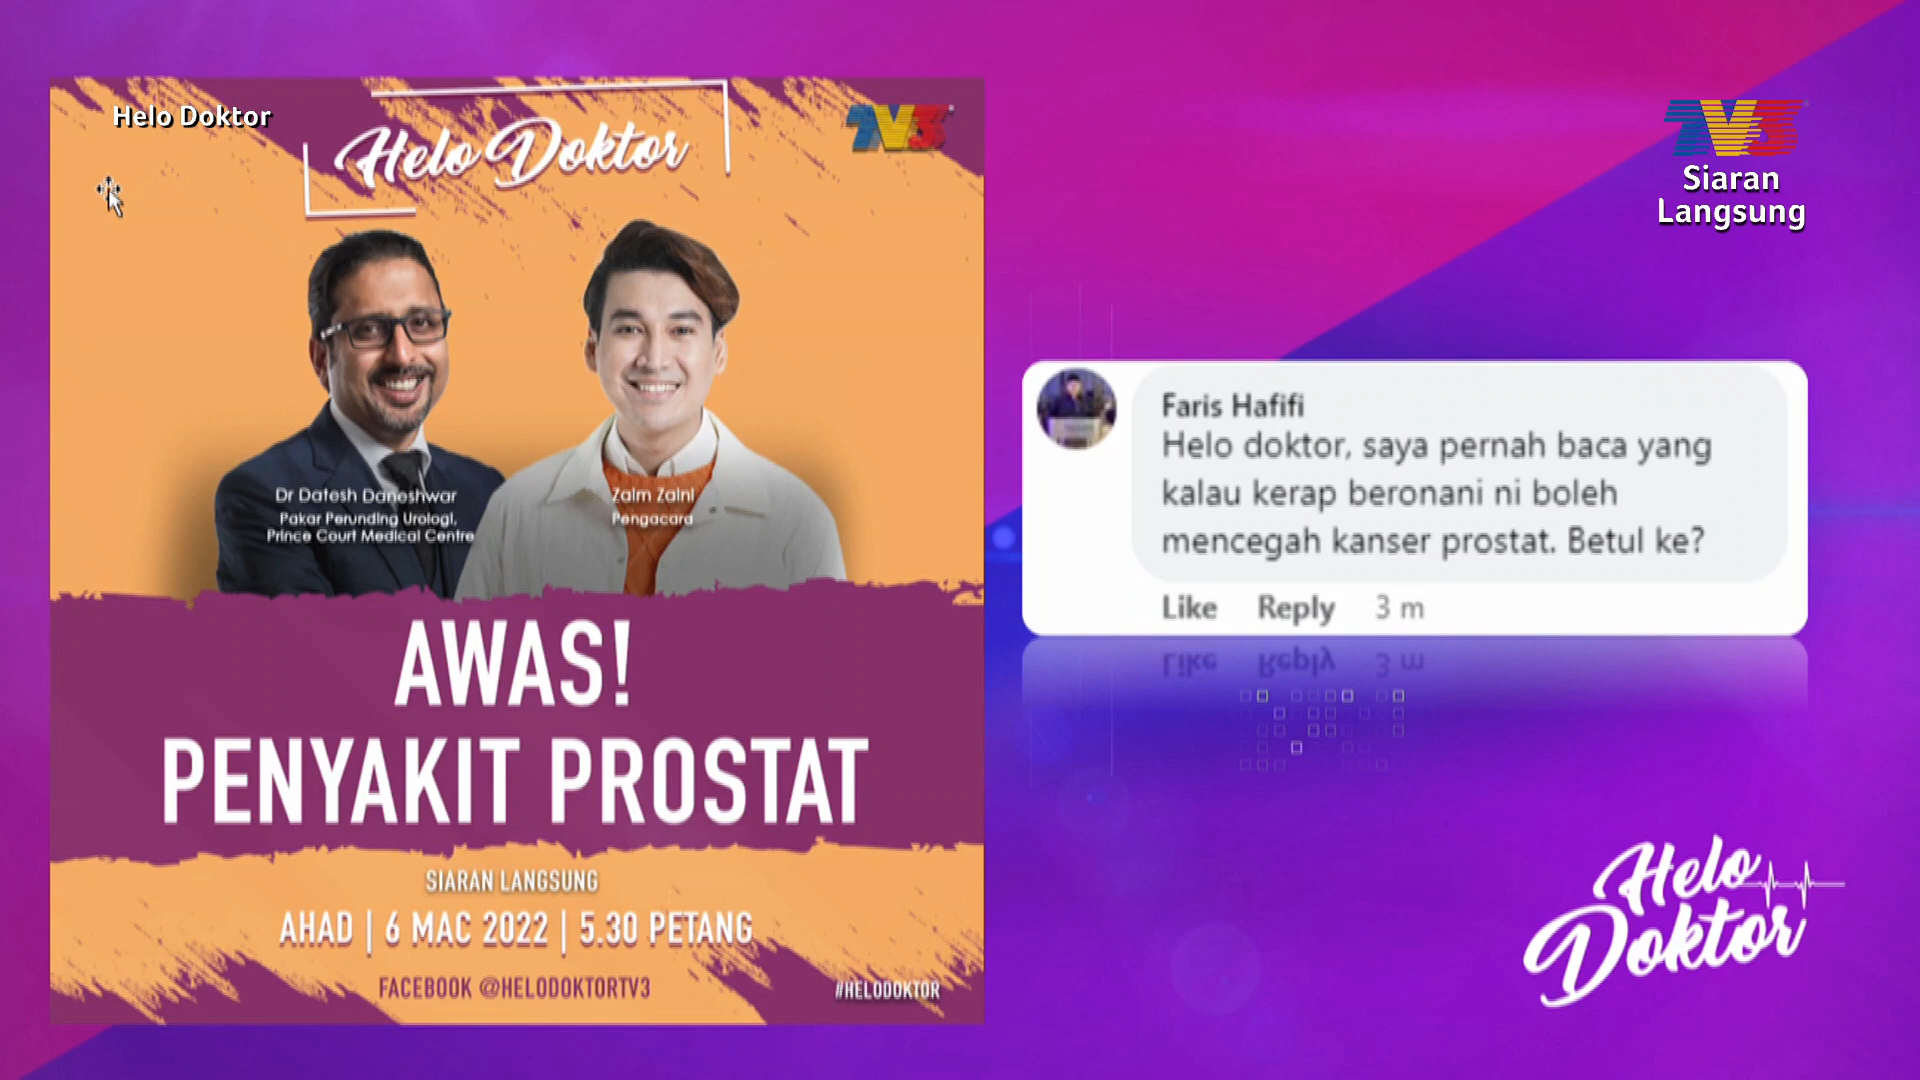 Helo Doktor
Helo Doktor
TV3
Dr Datesh Daneshwar
Pakar Perunding Urologi,
Prince Court Medical Centre
Zaim Zaini
Pengacara
AWAS!
PENYAKIT PROSTAT
SIARAN LANGSUNG
AHAD | 6 MAC 2022 | 5.30 PETANG
FACEBOOK @HELODOKTORTV3
#HELODOKTOR
TV3
Siaran
Langsung
Faris Hafifi
Helo doktor, saya pernah baca yang
kalau kerap beronani ni boleh
mencegah kanser prostat. Betul ke?
Like Reply 3 m
Helo
Doktor